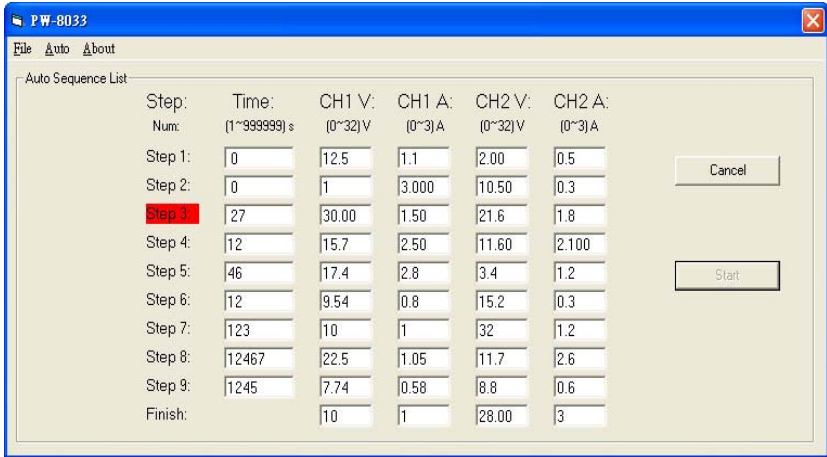 PW-8033
File Auto About
Auto Sequence List
Step: Time: CH1 V: CH1 A: CH2 V: CH2 A:
Num: (1~999999) s (0~32) V (0~3) A (0~32) V (0~3) A
Step 1: 0 12.5 1.1 2.00 0.5
Cancel
Step 2: 0 1 3.000 10.50 0.3
Step 3: 27 30.00 1.50 21.6 1.8
Step 4: 12 15.7 2.50 11.60 2.100
Step 5: 46 17.4 2.8 3.4 1.2
Start
Step 6: 12 9.54 0.8 15.2 0.3
Step 7: 123 10 1 32 1.2
Step 8: 12467 22.5 1.05 11.7 2.6
Step 9: 1245 7.74 0.58 8.8 0.6
Finish: 10 1 28.00 3